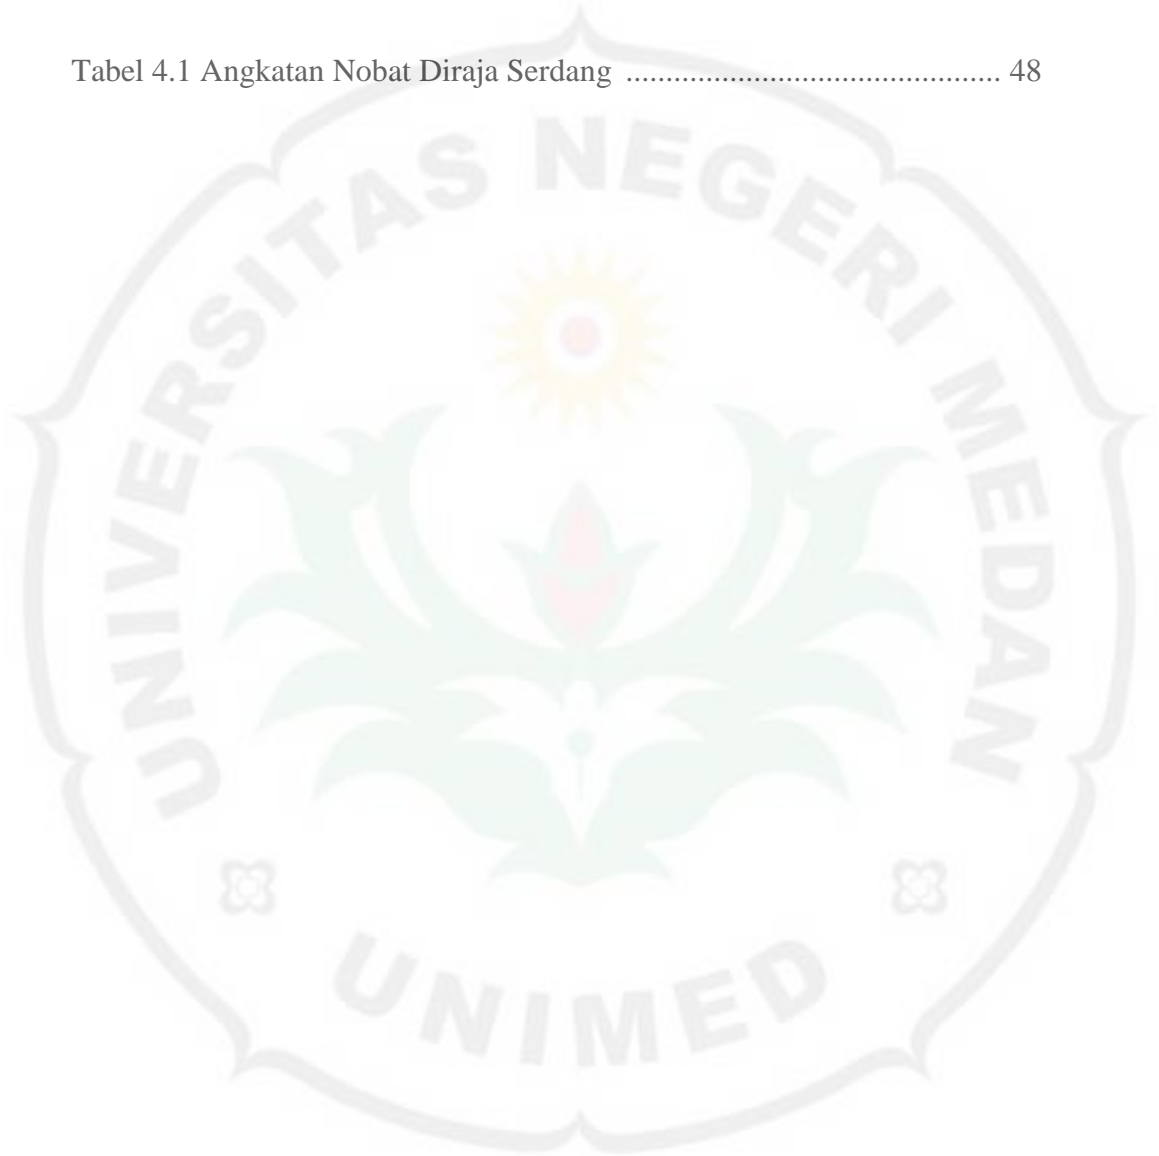 Tabel 4.1 Angkatan Nobat Diraja Serdang ................................................ 48
UNIVERSITAS NEGERI MEDAN
UNIMED